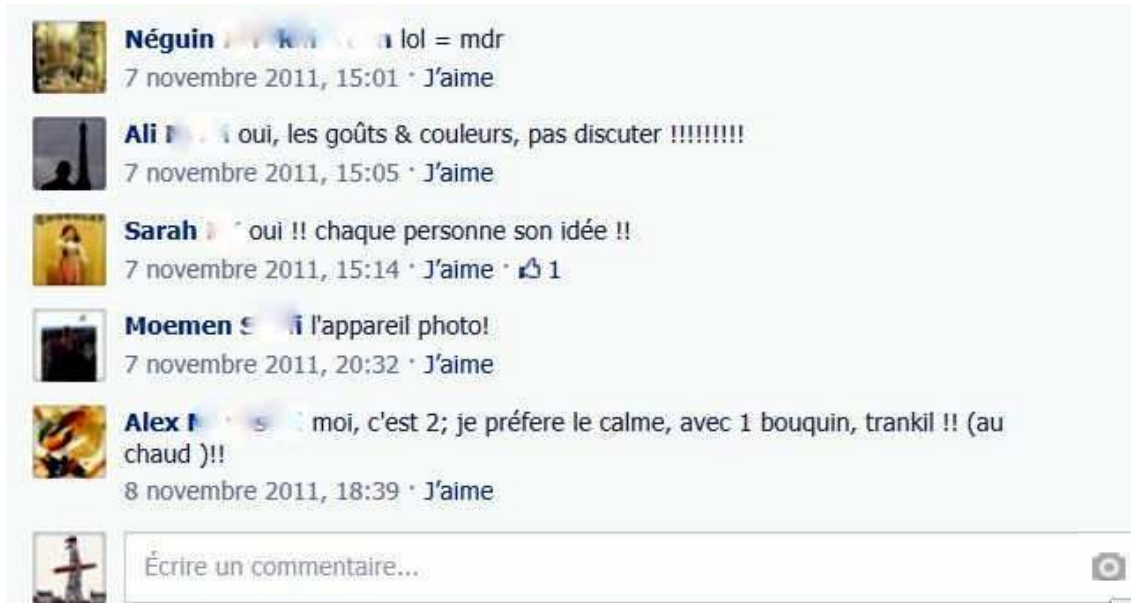 Néguin lol = mdr
7 novembre 2011, 15:01 · J'aime
Ali oui, les goûts & couleurs, pas discuter !!!!!!!!!
7 novembre 2011, 15:05 · J'aime
Sarah oui !! chaque personne son idée !!
7 novembre 2011, 15:14 · J'aime · 1
Moemen l'appareil photo!
7 novembre 2011, 20:32 · J'aime
Alex moi, c'est 2; je préfere le calme, avec 1 bouquin, trankil !! (au
chaud )!!
8 novembre 2011, 18:39 · J'aime
Écrire un commentaire...